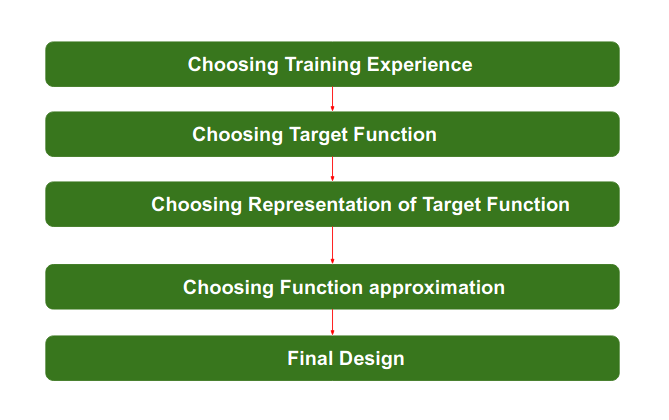 Choosing Training Experience
Choosing Target Function
Choosing Representation of Target Function
Choosing Function approximation
Final Design